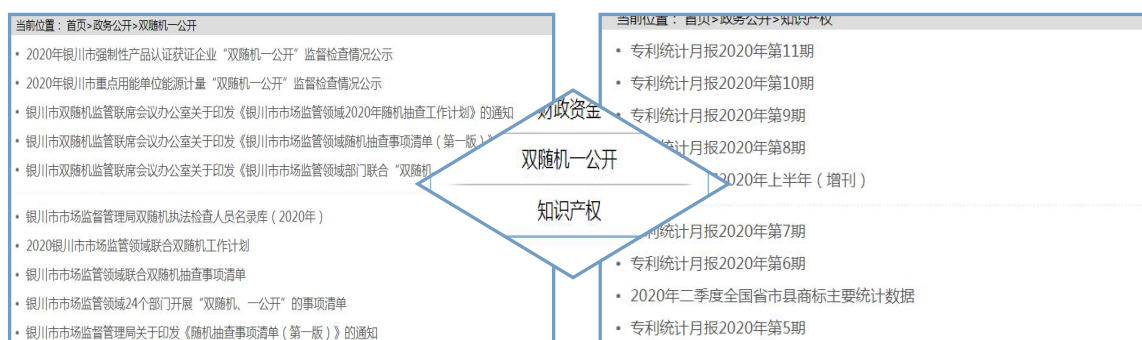 当前位置：首页>政务公开>双随机一公开
• 2020年银川市强制性产品认证获证企业“双随机一公开”监督检查情况公示
• 2020年银川市重点用能单位能源计量“双随机一公开”监督检查情况公示
• 银川市双随机监管联席会议办公室关于印发《银川市市场监管领域2020年随机抽查工作计划》的通知
• 银川市双随机监管联席会议办公室关于印发《银川市市场监管领域随机抽查事项清单（第一版）》
• 银川市双随机监管联席会议办公室关于印发《银川市市场监管领域部门联合“双随机
• 银川市市场监督管理局双随机执法检查人员名录库（2020年）
• 2020银川市市场监管领域联合双随机工作计划
• 银川市市场监管领域联合双随机抽查事项清单
• 银川市市场监管领域24个部门开展“双随机、一公开”的事项清单
• 银川市市场监督管理局关于印发《随机抽查事项清单（第一版）》的通知
财政资金
双随机一公开
知识产权
当前位置：首页>政务公开>知识产权
• 专利统计月报2020年第11期
• 专利统计月报2020年第10期
专利统计月报2020年第9期
统计月报2020年第8期
2020年上半年（增刊）
专利统计月报2020年第7期
• 专利统计月报2020年第6期
• 2020年二季度全国省市县商标主要统计数据
• 专利统计月报2020年第5期